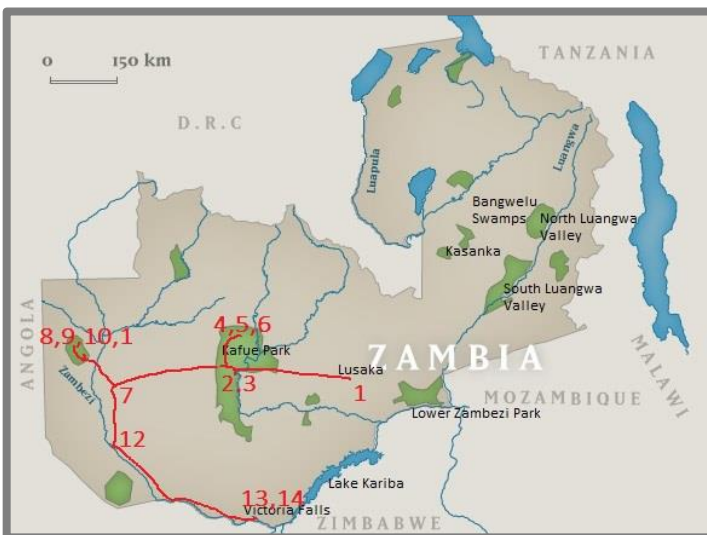 0 150 km
TANZANIA
D.R.C
Luapula
Luangwa
Bangwelu
Swamps
North Luangwa
Valley
Kasanka
South Luangwa
Valley
ANGOLA
4,5,6
8,9,10,1
Kafue Park
ZAMBIA
MALAWI
Lusaka
Zambezi
7
2,3
1
MOZAMBIQUE
Lower Zambezi Park
12
Lake Kariba
13,14
Victoria Falls
ZIMBABWE